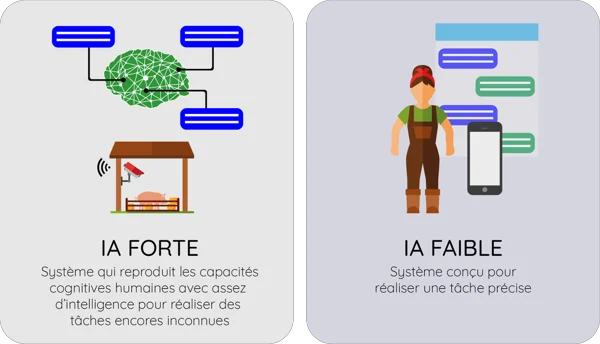 IA FORTE
Système qui reproduit les capacités
cognitives humaines avec assez
d'intelligence pour réaliser des
tâches encores inconnues
IA FAIBLE
Système conçu pour
réaliser une tâche précise